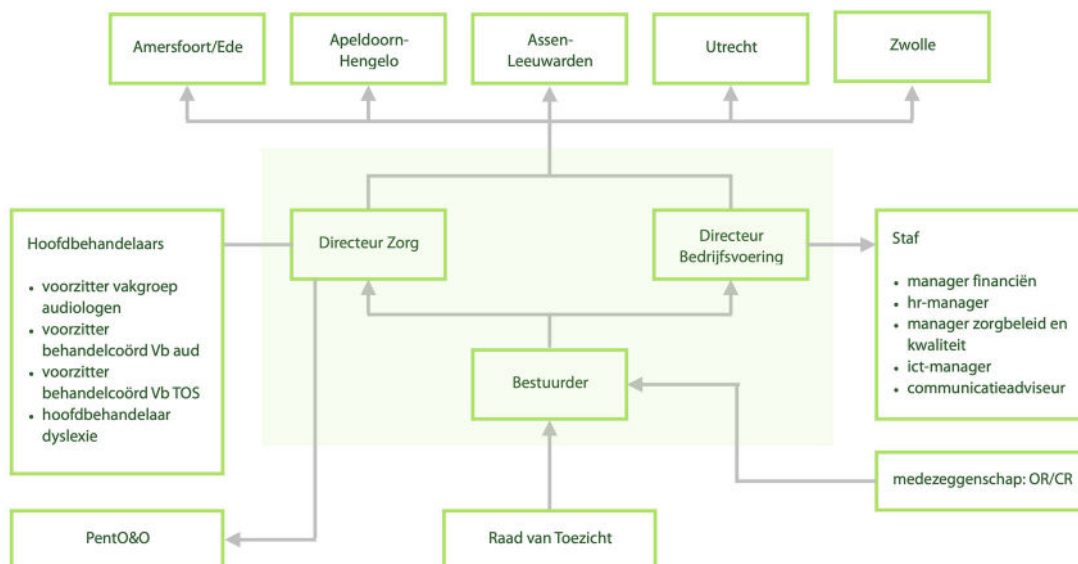 Amersfoort/Ede
Apeldoorn-
Hengelo
Assen-
Leeuwarden
Utrecht
Zwolle
Hoofdbehandelaars
• voorzitter vakgroep
audiologen
• voorzitter
behandelcoörd Vb aud
• voorzitter
behandelcoörd Vb TOS
• hoofdbehandelaar
dyslexie
Directeur Zorg
Directeur
Bedrijfsvoering
Staf
• manager financiën
• hr-manager
• manager zorgbeleid en
kwaliteit
• ict-manager
• communicatieadviseur
Bestuurder
medezeggenschap: OR/CR
PentO&O
Raad van Toezicht